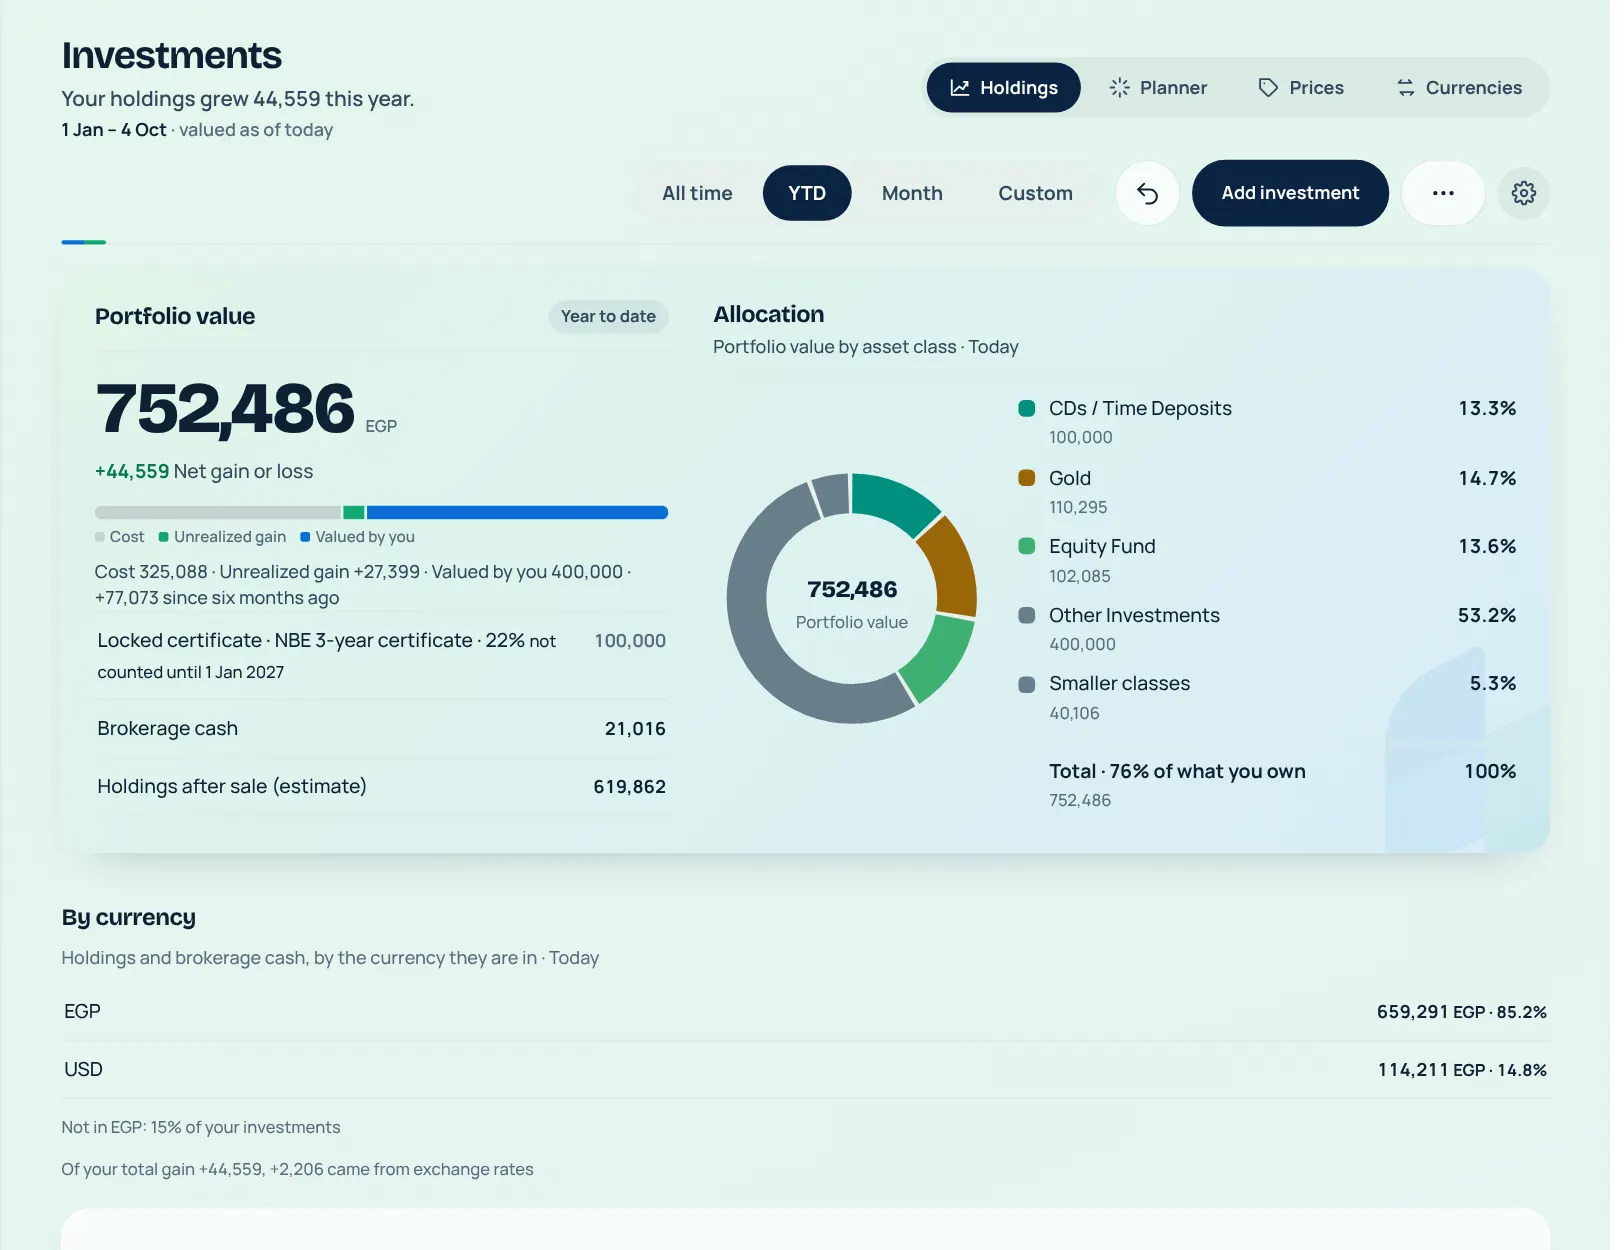 Investments
Your holdings grew 44,559 this year.
1 Jan – 4 Oct · valued as of today
Holdings
Planner
Prices
Currencies
All time
YTD
Month
Custom
Add investment
Portfolio value
Year to date
752,486 EGP
+44,559 Net gain or loss
Cost
Unrealized gain
Valued by you
Cost 325,088 · Unrealized gain +27,399 · Valued by you 400,000 ·
+77,073 since six months ago
Locked certificate · NBE 3-year certificate · 22% not 100,000
counted until 1 Jan 2027
Brokerage cash 21,016
Holdings after sale (estimate) 619,862
Allocation
Portfolio value by asset class · Today
752,486
Portfolio value
CDs / Time Deposits 13.3%
100,000
Gold 14.7%
110,295
Equity Fund 13.6%
102,085
Other Investments 53.2%
400,000
Smaller classes 5.3%
40,106
Total · 76% of what you own 100%
752,486
By currency
Holdings and brokerage cash, by the currency they are in · Today
EGP 659,291 EGP · 85.2%
USD 114,211 EGP · 14.8%
Not in EGP: 15% of your investments
Of your total gain +44,559, +2,206 came from exchange rates